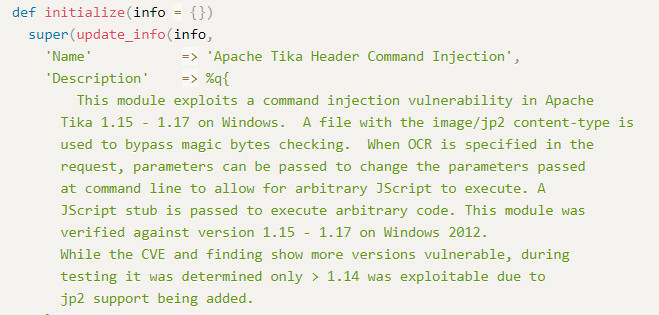 def initialize(info = {})
super(update_info(info,
'Name' => 'Apache Tika Header Command Injection',
'Description' => %q{
This module exploits a command injection vulnerability in Apache
Tika 1.15 - 1.17 on Windows. A file with the image/jp2 content-type is
used to bypass magic bytes checking. When OCR is specified in the
request, parameters can be passed to change the parameters passed
at command line to allow for arbitrary JScript to execute. A
JScript stub is passed to execute arbitrary code. This module was
verified against version 1.15 - 1.17 on Windows 2012.
While the CVE and finding show more versions vulnerable, during
testing it was determined only > 1.14 was exploitable due to
jp2 support being added.